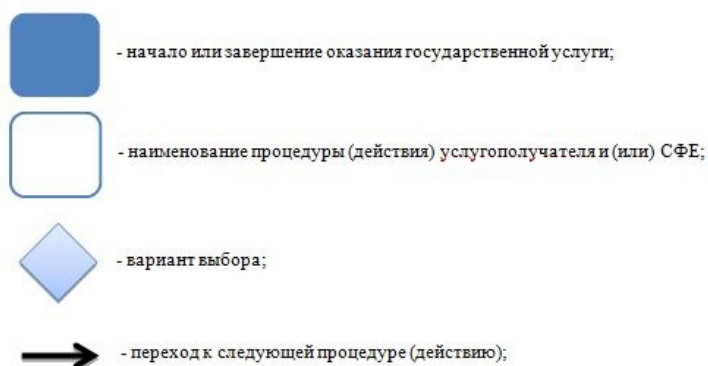 - начало или завершение оказания государственной услуги;
- наименование процедуры (действия) услугополучателя и (или) СФЕ;
- вариант выбора;
- переход к следующей процедуре (действию);